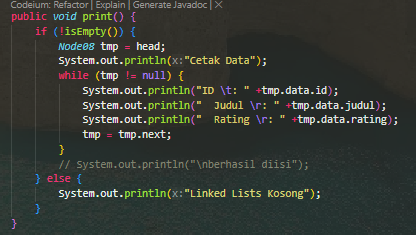 Codeium: Refactor | Explain | Generate Javadoc | ×
public void print() {
    if (!isEmpty()) {
        Node08 tmp = head;
        System.out.println(x:"Cetak Data");
        while (tmp != null) {
            System.out.println("ID \t: " +tmp.data.id);
            System.out.println("  Judul \r: " +tmp.data.judul);
            System.out.println("  Rating \r: " +tmp.data.rating);
            tmp = tmp.next;
        }
        // System.out.println("\nberhasil diisi");
    } else {
        System.out.println(x:"Linked Lists Kosong");
    }
}